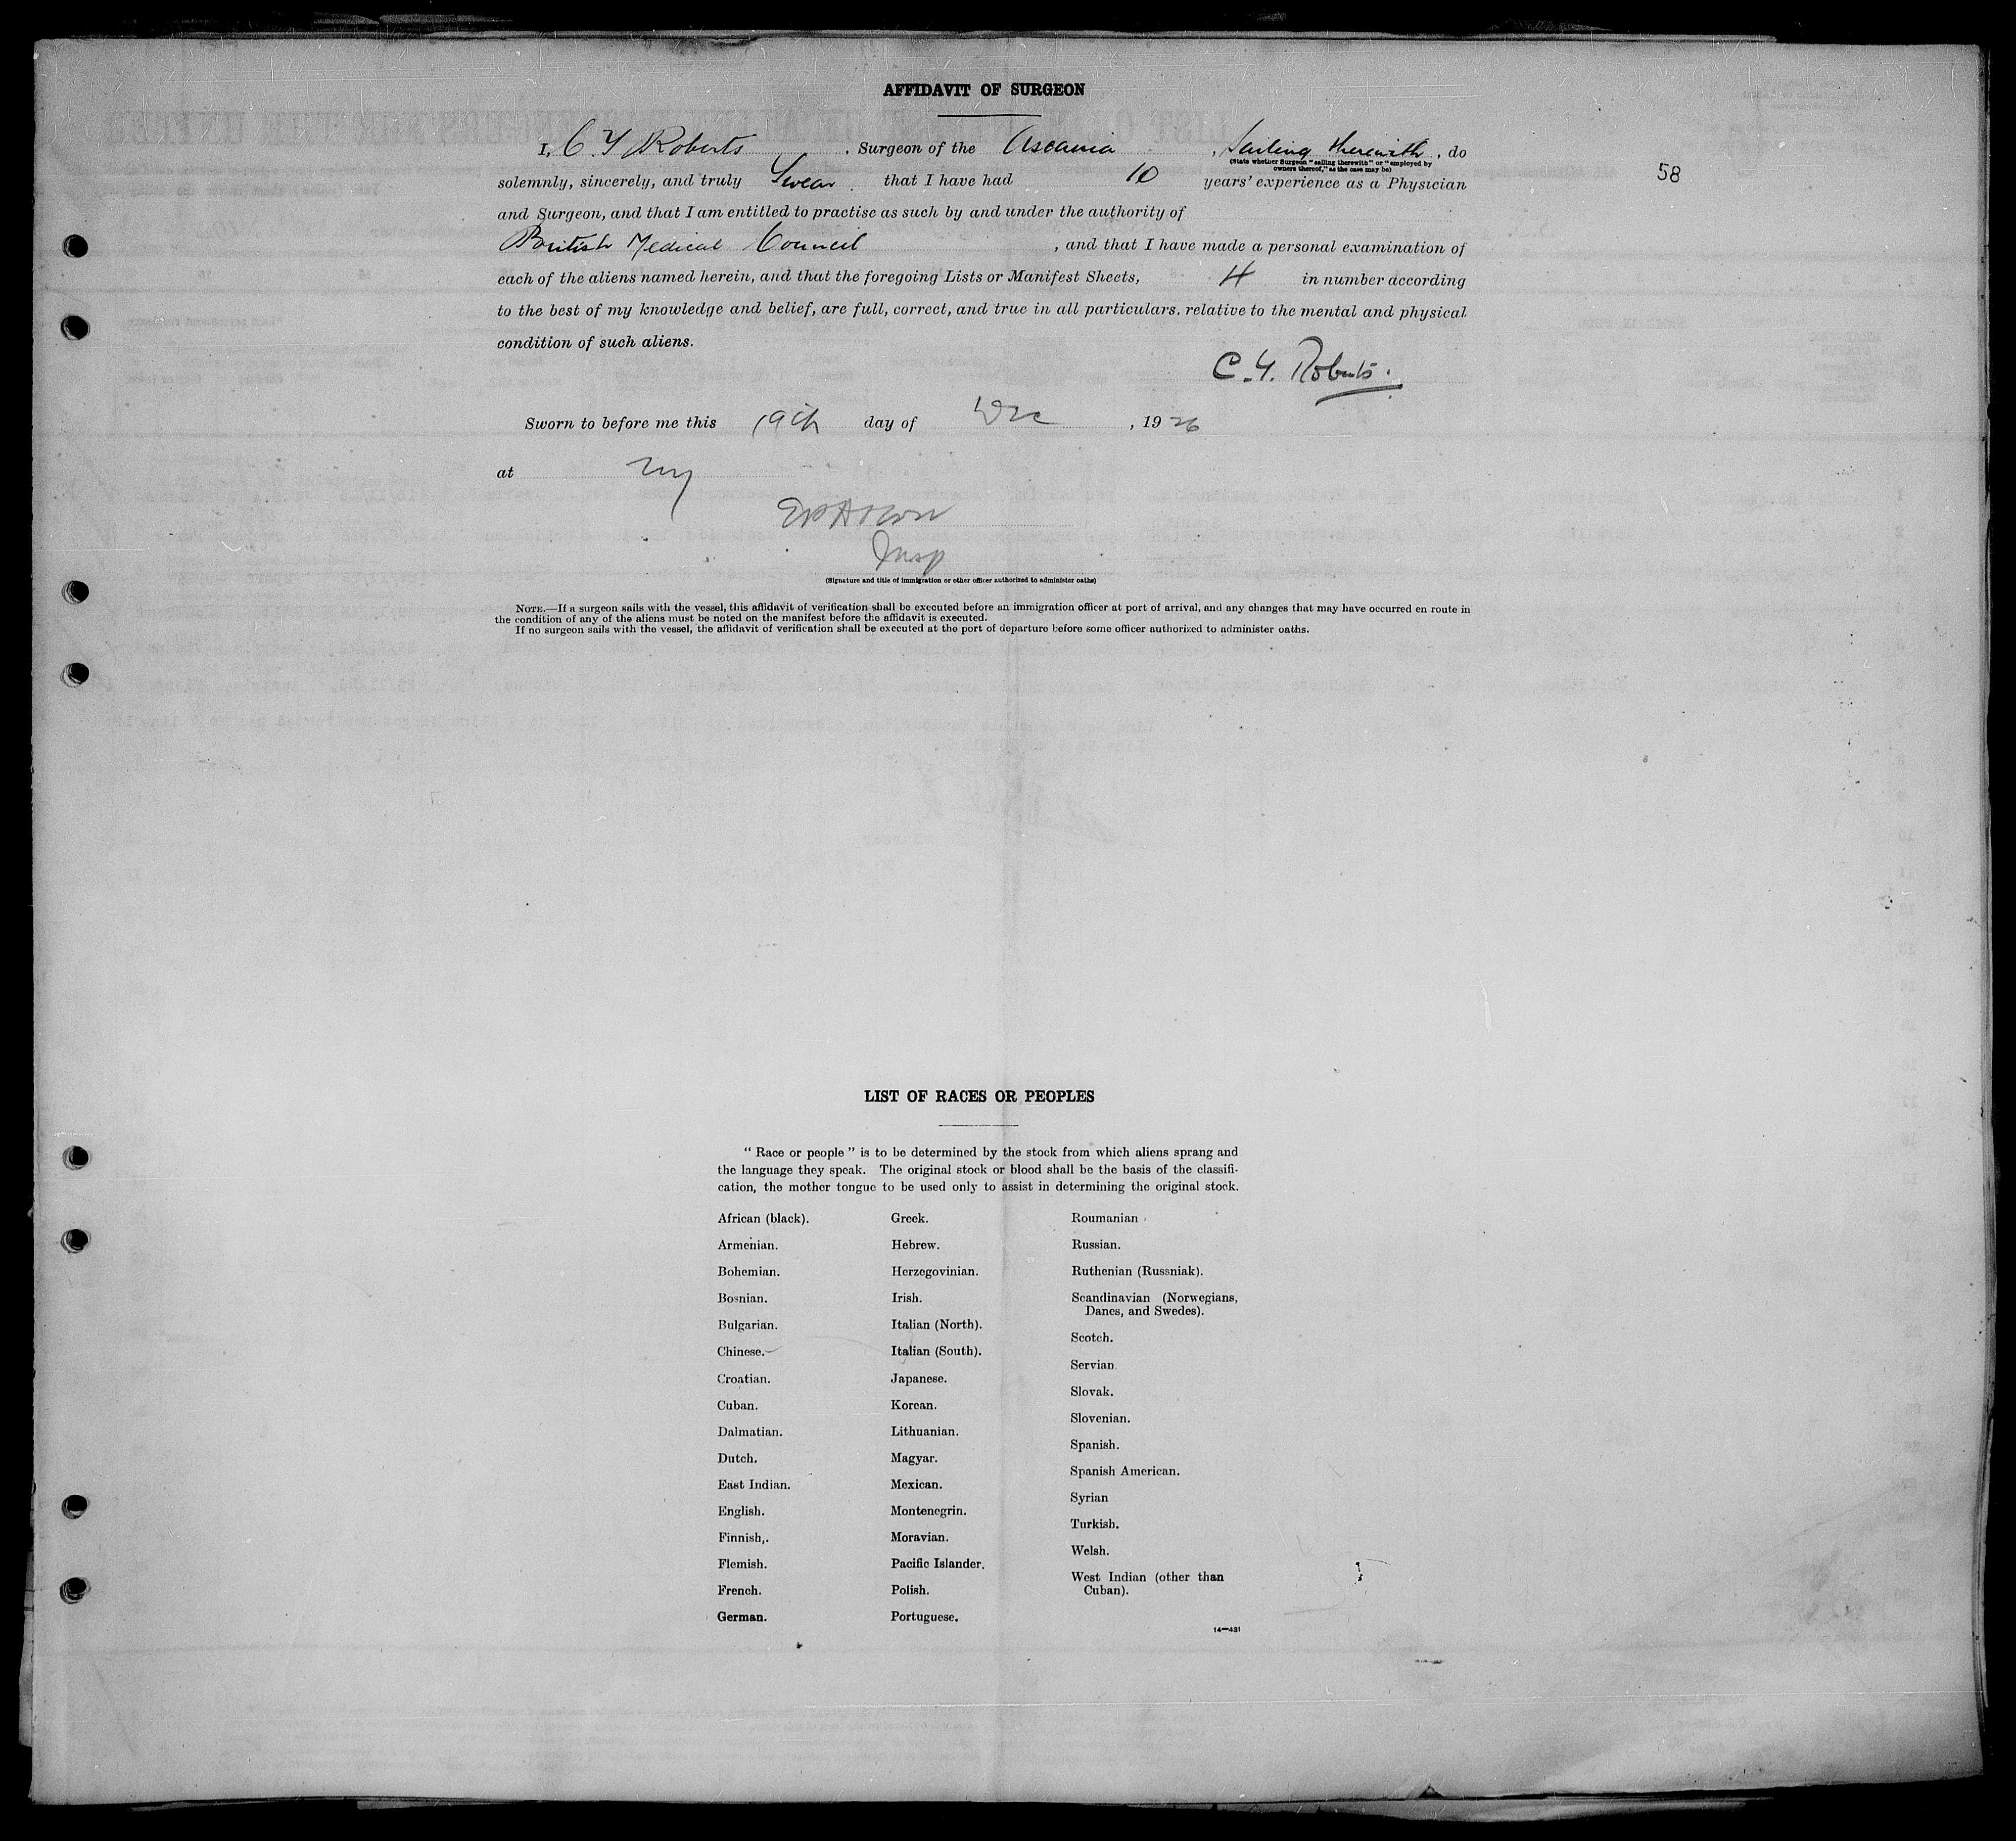 AFFIDAVIT OF SURGEON
58
I, C Y Roberts, Surgeon of the Ascania, Sailing therewith, do
(State whether Surgeon "sailing therewith" or "employed by
owners thereof," as the case may be)
solemnly, sincerely, and truly Swear that I have had 10 years' experience as a Physician
and Surgeon, and that I am entitled to practise as such by and under the authority of
British Medical Council, and that I have made a personal examination of
each of the aliens named herein, and that the foregoing Lists or Manifest Sheets, 4 in number according
to the best of my knowledge and belief, are full, correct, and true in all particulars. relative to the mental and physical
condition of such aliens.
C. Y. Roberts.
Sworn to before me this 19th day of Dec, 1926
at NY
Insp
(Signature and title of immigration or other officer authorized to administer oaths)
NOTE.—If a surgeon sails with the vessel, this affidavit of verification shall be executed before an immigration officer at port of arrival, and any changes that may have occurred en route in
the condition of any of the aliens must be noted on the manifest before the affidavit is executed.
If no surgeon sails with the vessel, the affidavit of verification shall be executed at the port of departure before some officer authorized to administer oaths.
LIST OF RACES OR PEOPLES
"Race or people" is to be determined by the stock from which aliens sprang and
the language they speak. The original stock or blood shall be the basis of the classifi-
cation, the mother tongue to be used only to assist in determining the original stock.
African (black).
Armenian.
Bohemian.
Bosnian.
Bulgarian.
Chinese.
Croatian.
Cuban.
Dalmatian.
Dutch.
East Indian.
English.
Finnish,.
Flemish.
French.
German.
Greek.
Hebrew.
Herzegovinian.
Irish.
Italian (North).
Italian (South).
Japanese.
Korean.
Lithuanian.
Magyar.
Mexican.
Montenegrin.
Moravian.
Pacific Islander.
Polish.
Portuguese.
Roumanian
Russian.
Ruthenian (Russniak).
Scandinavian (Norwegians,
Danes, and Swedes).
Scotch.
Servian
Slovak.
Slovenian.
Spanish.
Spanish American.
Syrian
Turkish.
Welsh.
West Indian (other than
Cuban).
14—431